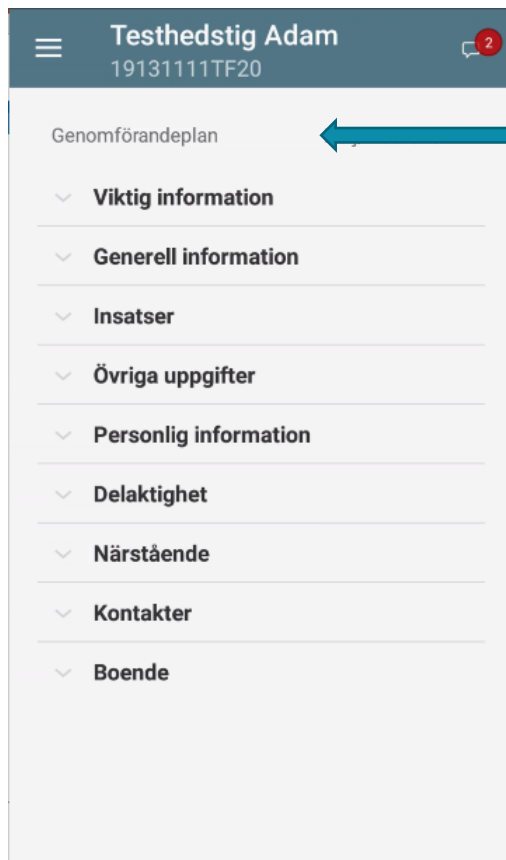 Testhedstig Adam
19131111TF20
2
Genomförandeplan
Viktig information
Generell information
Insatser
Övriga uppgifter
Personlig information
Delaktighet
Närstående
Kontakter
Boende